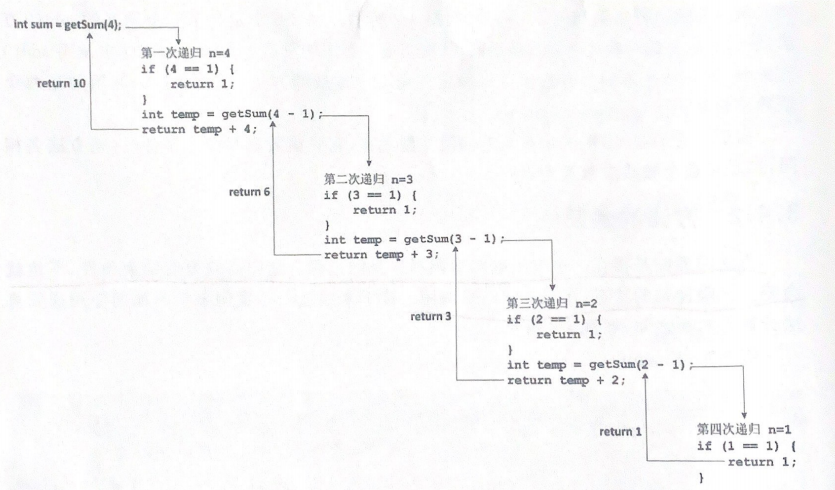 int sum = getSum(4);
第一次递归 n=4
if (4 == 1) {
return 1;
}
return 10
int temp = getSum(4 - 1);
return temp + 4;
第二次递归 n=3
if (3 == 1) {
return 1;
}
return 6
int temp = getSum(3 - 1);
return temp + 3;
第三次递归 n=2
if (2 == 1) {
return 1;
}
return 3
int temp = getSum(2 - 1);
return temp + 2;
第四次递归 n=1
if (1 == 1) {
return 1;
}
return 1